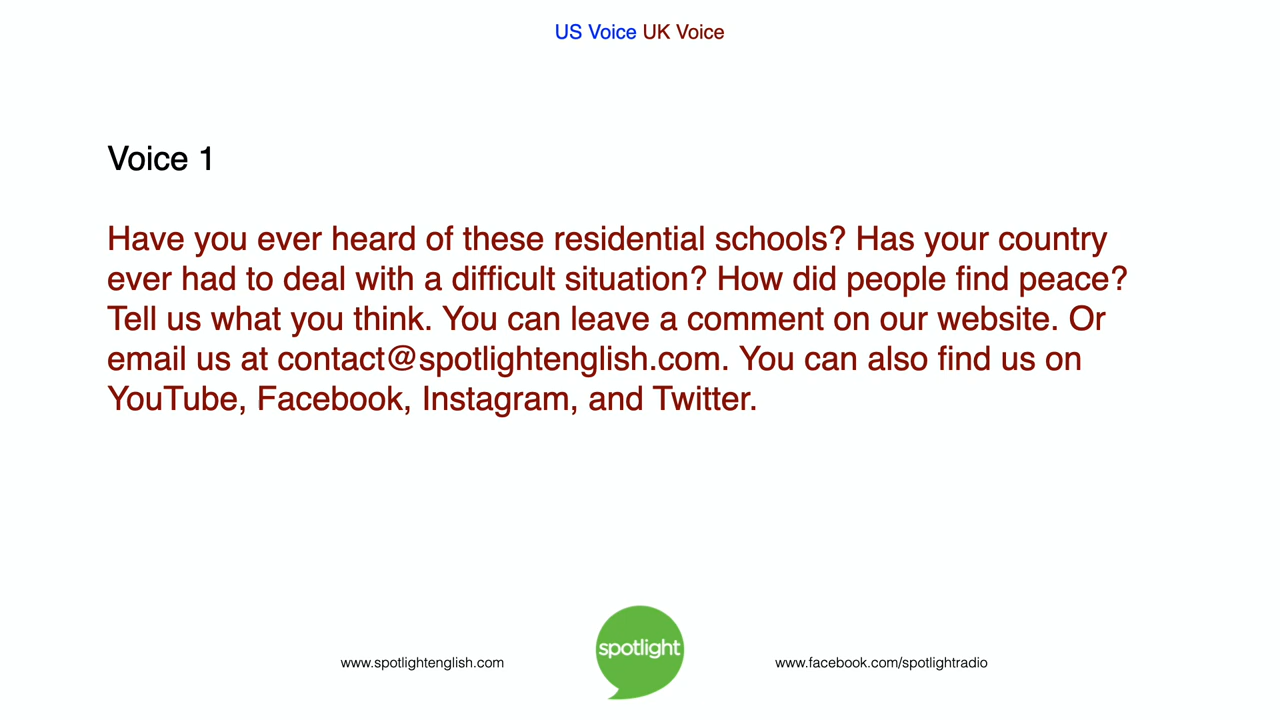 US Voice UK Voice
Voice 1
Have you ever heard of these residential schools? Has your country
ever had to deal with a difficult situation? How did people find peace?
Tell us what you think. You can leave a comment on our website. Or
email us at contact@spotlightenglish.com. You can also find us on
YouTube, Facebook, Instagram, and Twitter.
www.spotlightenglish.com
spotlight
www.facebook.com/spotlightradio